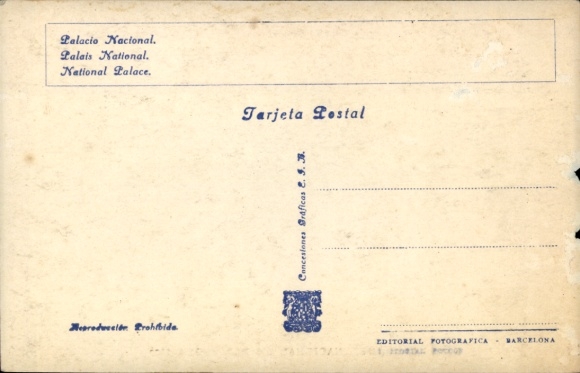 Palacio Nacional.
Palais National.
National Palace.
Tarjeta Postal
Concesiones Gráficas E. I. B.
Reproducción Prohibida.
EDITORIAL FOTOGRAFICA - BARCELONA